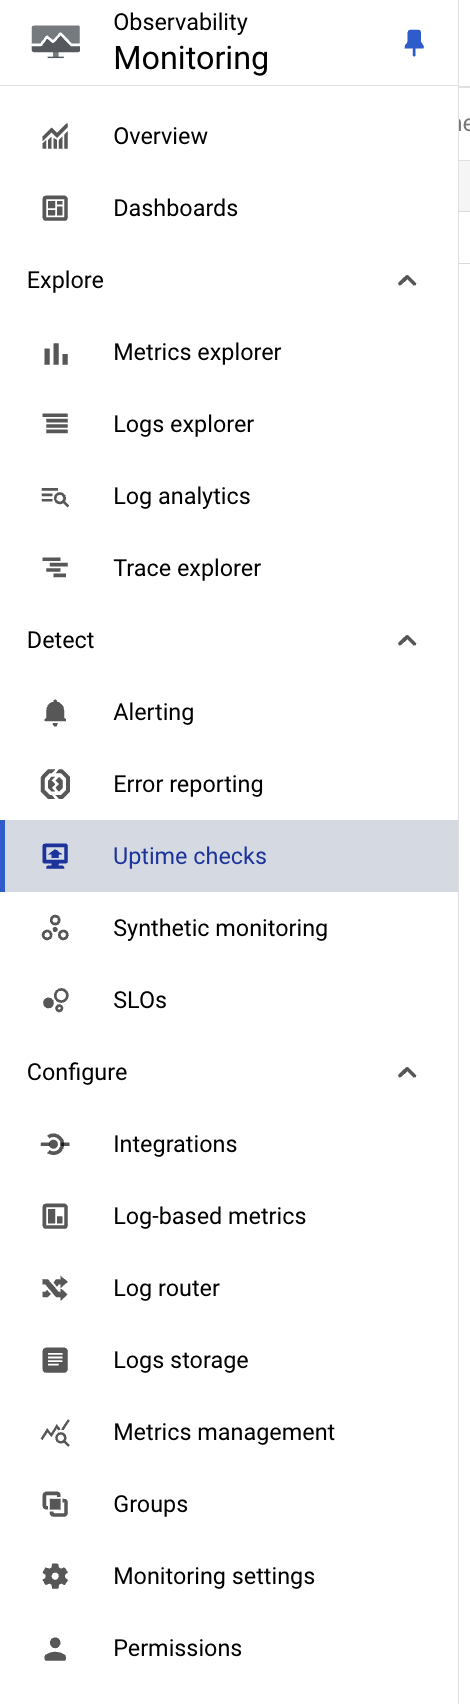 Observability
Monitoring
Overview
Dashboards
Explore
Metrics explorer
Logs explorer
Log analytics
Trace explorer
Detect
Alerting
Error reporting
Uptime checks
Synthetic monitoring
SLOs
Configure
Integrations
Log-based metrics
Log router
Logs storage
Metrics management
Groups
Monitoring settings
Permissions